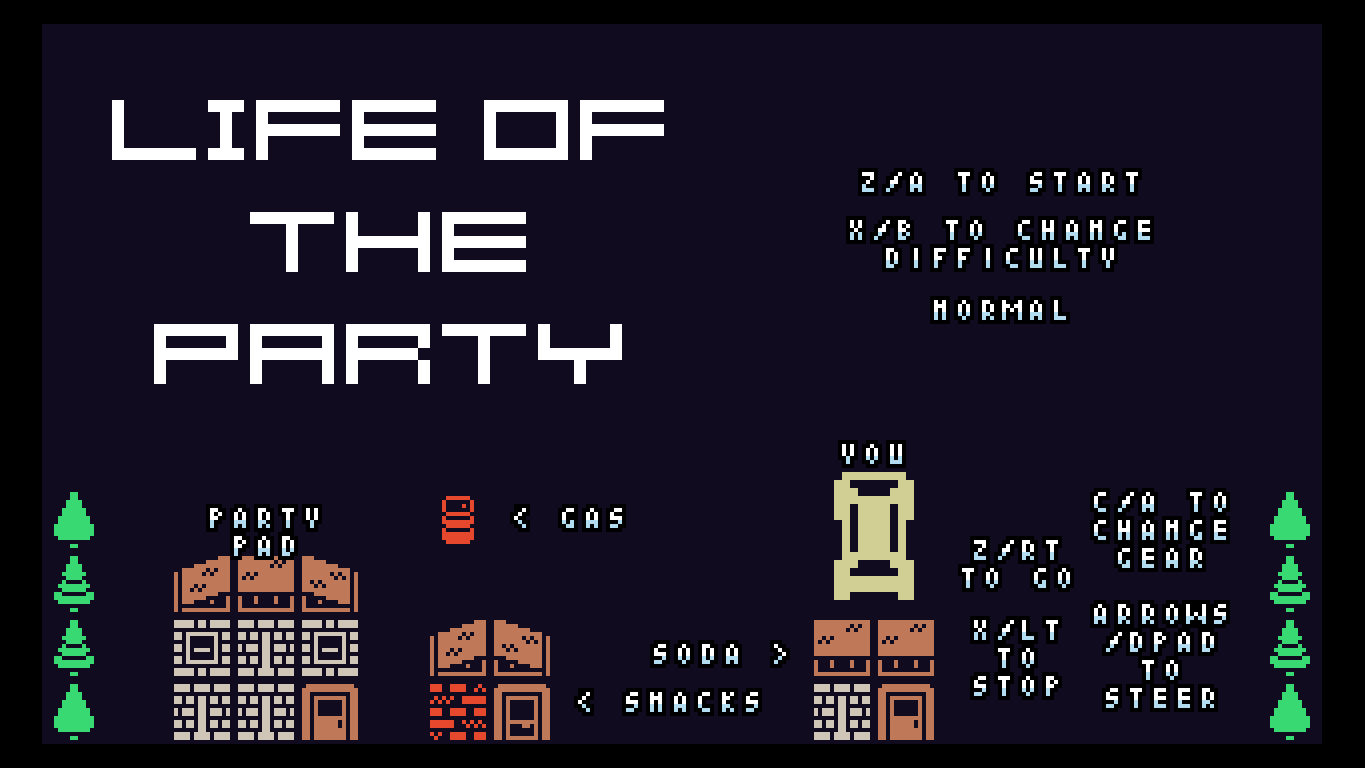 LIFE OF
THE
PARTY
Z/A TO START
X/B TO CHANGE
DIFFICULTY
NORMAL
YOU
PARTY
PAD
< GAS
C/A TO
CHANGE
GEAR
Z/RT
TO GO
ARROWS
/DPAD
TO
STEER
X/LT
TO
STOP
SODA >
< SNACKS